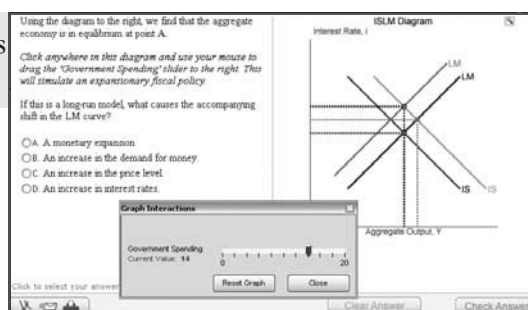 Using the diagram to the right, we find that the aggregate
economy is in equilibrium at point A.
Click anywhere in this diagram and use your mouse to
drag the "Government Spending" slider to the right. This
will simulate an expansionary fiscal policy.
If this is a long-run model, what causes the accompanying
shift in the LM curve?
A. A monetary expansion.
B. An increase in the demand for money.
C. An increase in the price level.
D. An increase in interest rates.
s
ISLM Diagram
Interest Rate, i
LM
LM
IS
IS
Aggregate Output, Y
Graph Interactions
Government Spending
Current Value: 14
0
20
Reset Graph
Close
Click to select your answer
Clear Answer
Check Answer